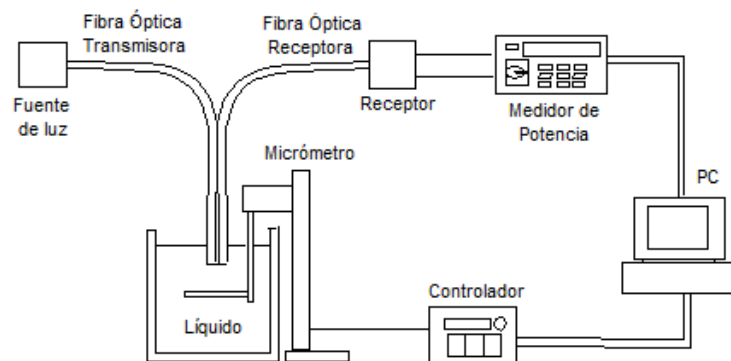 Fibra Óptica
Transmisora
Fibra Óptica
Receptora
Fuente
de luz
Receptor
Medidor de
Potencia
Micrómetro
PC
Controlador
Líquido